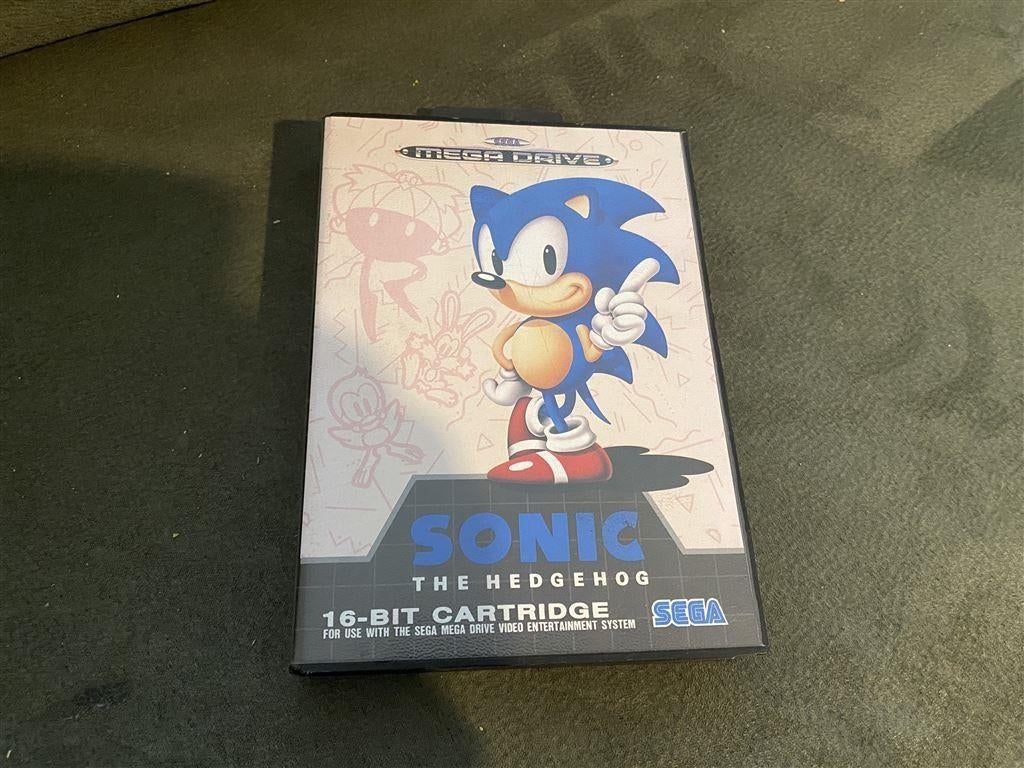 SEGA
MEGA DRIVE
SONIC
THE HEDGEHOG
16-BIT CARTRIDGE
FOR USE WITH THE SEGA MEGA DRIVE VIDEO ENTERTAINMENT SYSTEM
SEGA